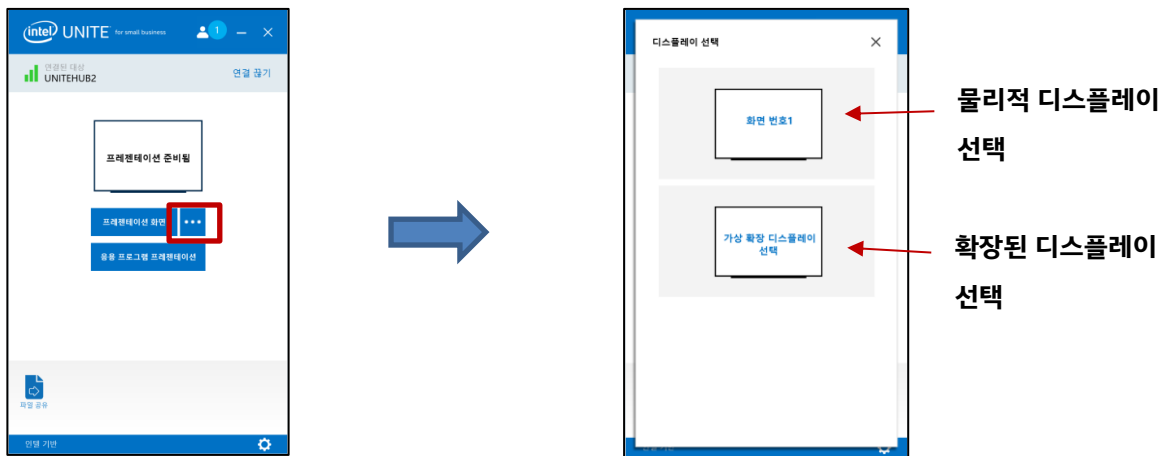 intel UNITE for small business 1
연결된 대상
UNITEHUB2
연결 끊기
프레젠테이션 준비됨
프레젠테이션 화면
응용 프로그램 프레젠테이션
파일 공유
인텔 기반
디스플레이 선택
화면 번호1
가상 확장 디스플레이
선택
인텔 기반
물리적 디스플레이
선택
확장된 디스플레이
선택